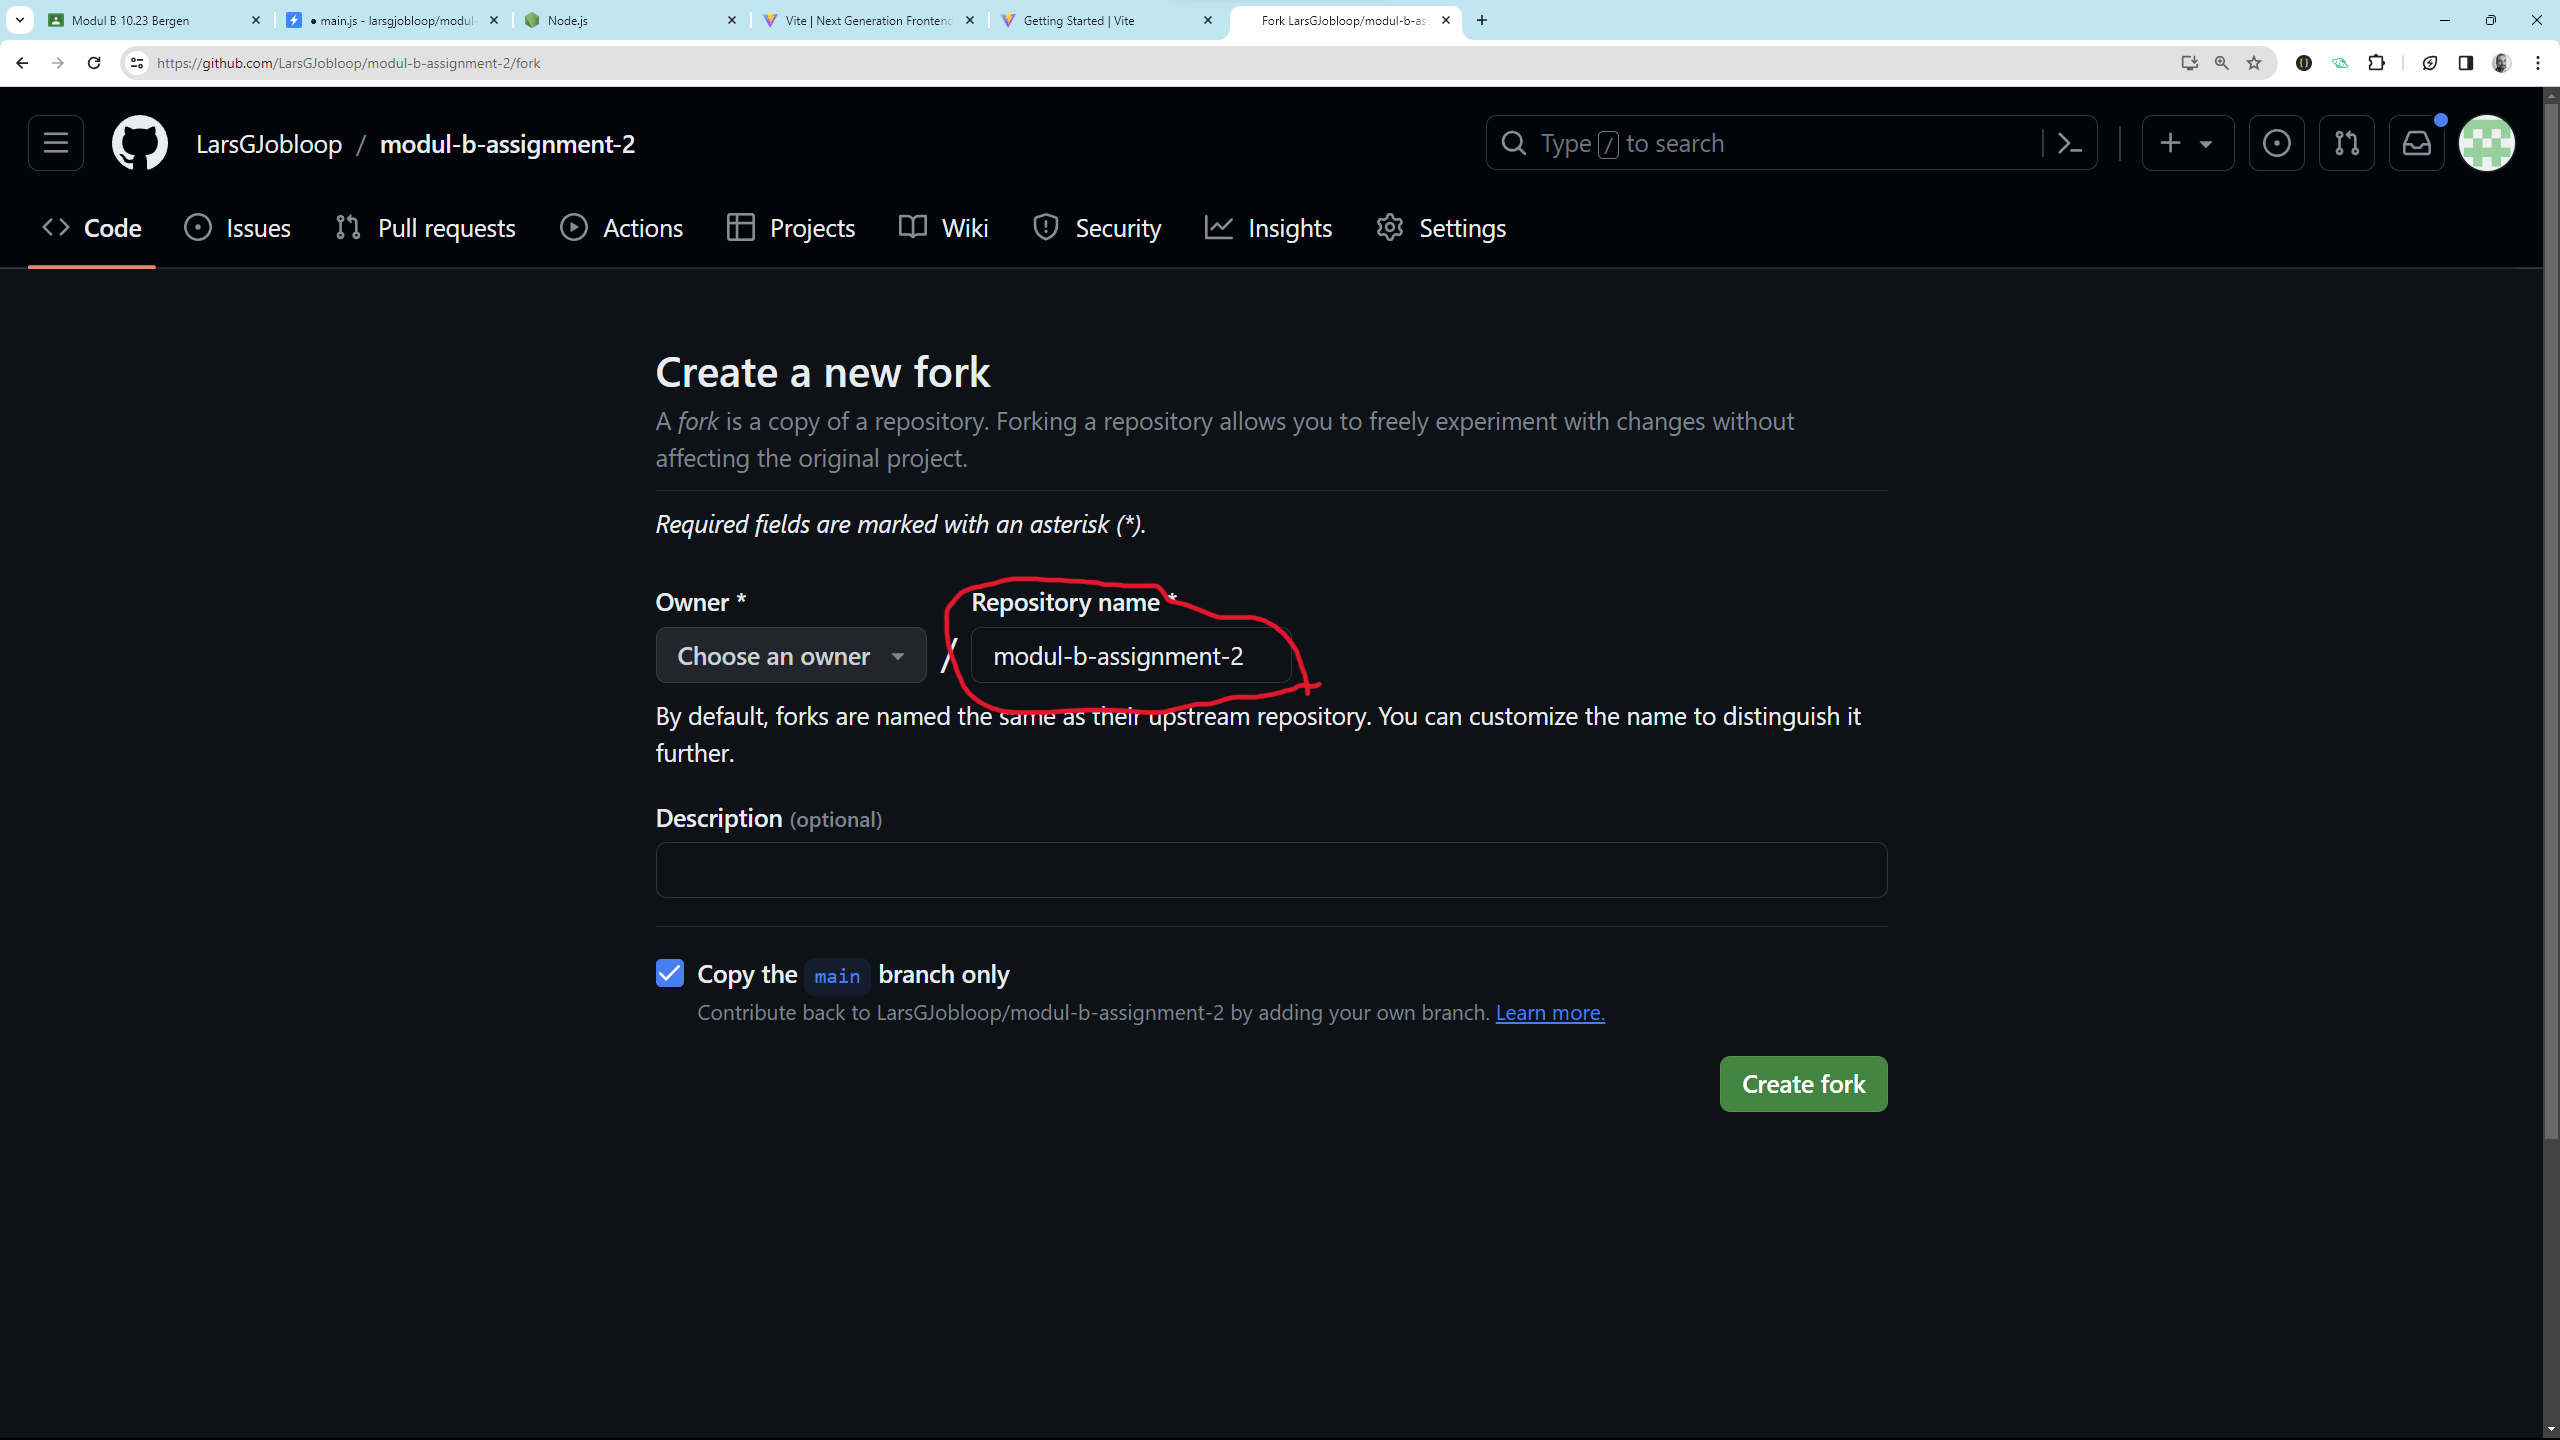 Modul B 10.23 Bergen
● main.js - larsgjobloop/modul-
Node.js
Vite | Next Generation Frontend
Getting Started | Vite
Fork LarsGJobloop/modul-b-as
https://github.com/LarsGJobloop/modul-b-assignment-2/fork
LarsGJobloop / modul-b-assignment-2
Type / to search
Code
Issues
Pull requests
Actions
Projects
Wiki
Security
Insights
Settings
Create a new fork
A fork is a copy of a repository. Forking a repository allows you to freely experiment with changes without
affecting the original project.
Required fields are marked with an asterisk (*).
Owner *
Repository name *
Choose an owner
/
modul-b-assignment-2
By default, forks are named the same as their upstream repository. You can customize the name to distinguish it
further.
Description (optional)
Copy the main branch only
Contribute back to LarsGJobloop/modul-b-assignment-2 by adding your own branch. Learn more.
Create fork